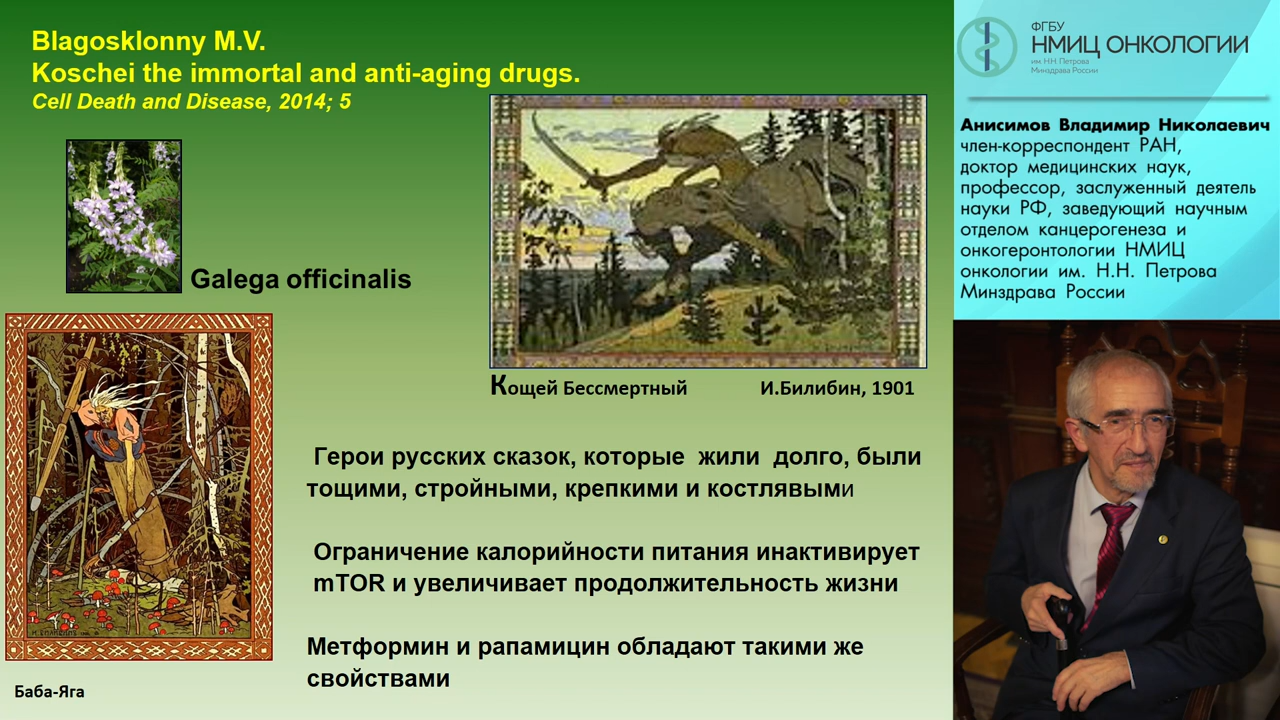 Blagosklonny M.V.
Koschei the immortal and anti-aging drugs.
Cell Death and Disease, 2014; 5
Galega officinalis
Кощей Бессмертный
И.Билибин, 1901
Герои русских сказок, которые жили долго, были
тощими, стройными, крепкими и костлявыми
Ограничение калорийности питания инактивирует
mTOR и увеличивает продолжительность жизни
Метформин и рапамицин обладают такими же
свойствами
Баба-Яга
ФГБУ
НМИЦ ОНКОЛОГИИ
им. Н.Н. Петрова
Минздрава России
Анисимов Владимир Николаевич
член-корреспондент РАН,
доктор медицинских наук,
профессор, заслуженный деятель
науки РФ, заведующий научным
отделом канцерогенеза и
онкогеронтологии НМИЦ
онкологии им. Н.Н. Петрова
Минздрава России